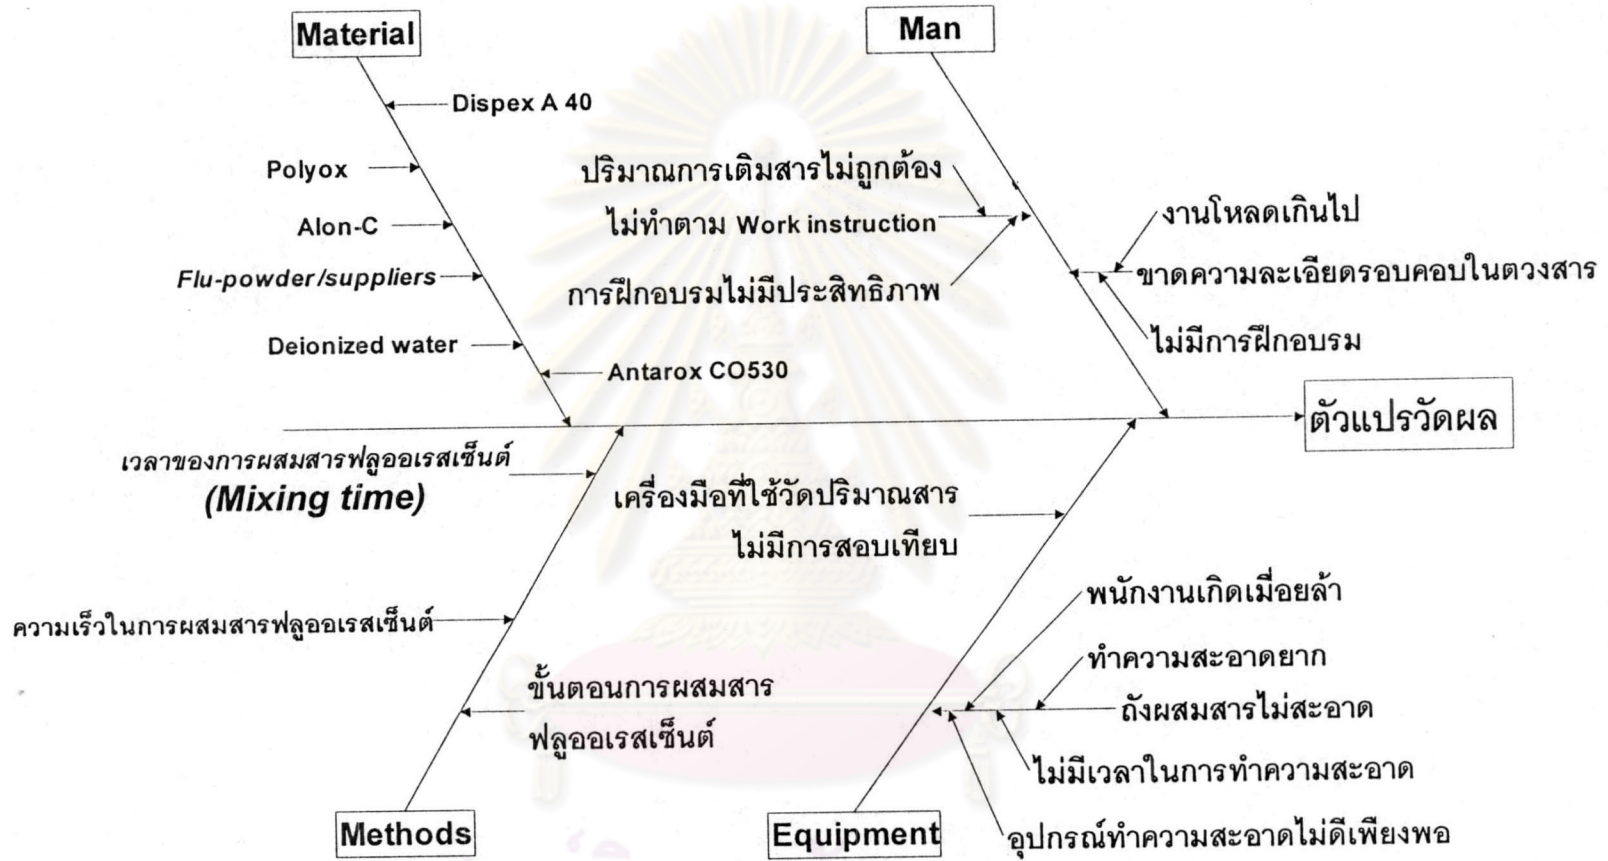 Material
Man
Dispex A 40
Polyox
Alon-C
Flu-powder/suppliers
Deionized water
Antarox CO530
ปริมาณการเติมสารไม่ถูกต้อง
ไม่ทำตาม Work instruction
การฝึกอบรมไม่มีประสิทธิภาพ
งานโหลดเกินไป
ขาดความละเอียดรอบคอบในตวงสาร
ไม่มีการฝึกอบรม
ตัวแปรวัดผล
เวลาของการผสมสารฟลูออเรสเซ็นต์
(Mixing time)
ความเร็วในการผสมสารฟลูออเรสเซ็นต์
ขั้นตอนการผสมสาร
ฟลูออเรสเซ็นต์
เครื่องมือที่ใช้วัดปริมาณสาร
ไม่มีการสอบเทียบ
พนักงานเกิดเมื่อยล้า
ทำความสะอาดยาก
ถังผสมสารไม่สะอาด
ไม่มีเวลาในการทำความสะอาด
อุปกรณ์ทำความสะอาดไม่ดีเพียงพอ
Methods
Equipment